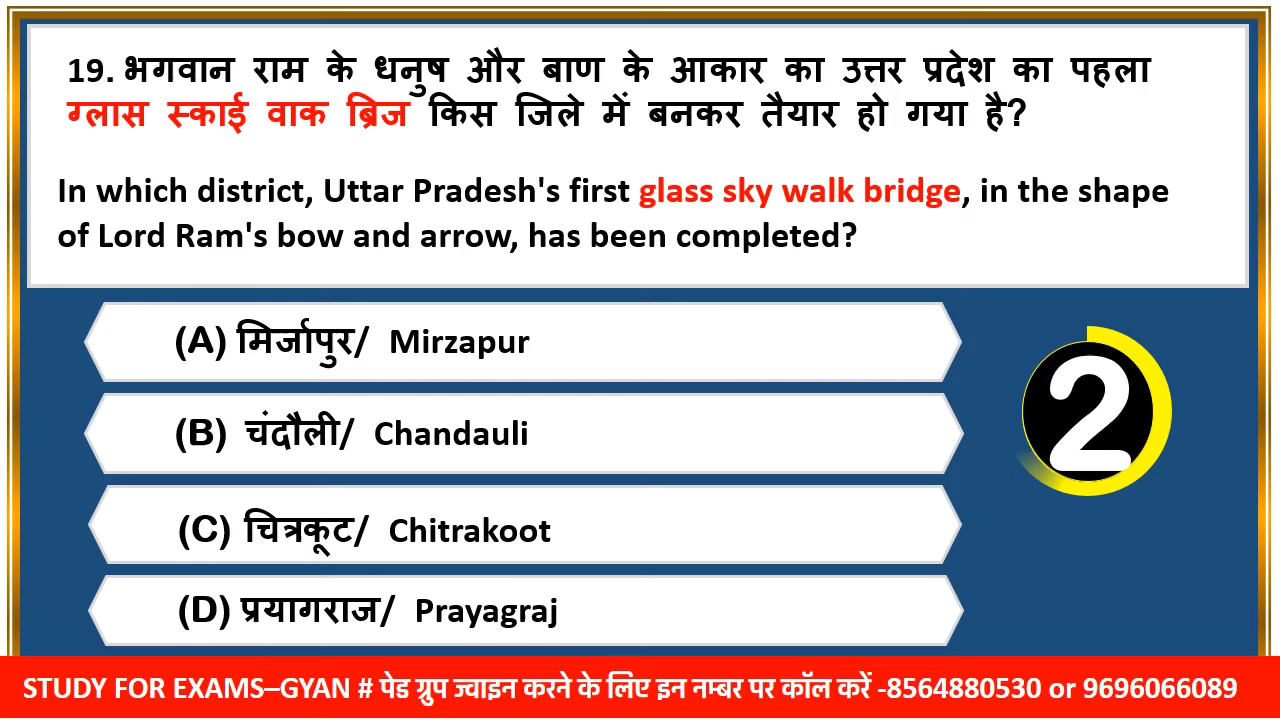 19. भगवान राम के धनुष और बाण के आकार का उत्तर प्रदेश का पहला
ग्लास स्काई वाक ब्रिज किस जिले में बनकर तैयार हो गया है?
In which district, Uttar Pradesh's first glass sky walk bridge, in the shape
of Lord Ram's bow and arrow, has been completed?
(A) मिर्जापुर/ Mirzapur
(B) चंदौली/ Chandauli
2
(C) चित्रकूट/ Chitrakoot
(D) प्रयागराज/ Prayagraj
STUDY FOR EXAMS–GYAN # पेड ग्रुप ज्वाइन करने के लिए इन नम्बर पर कॉल करें -8564880530 or 9696066089